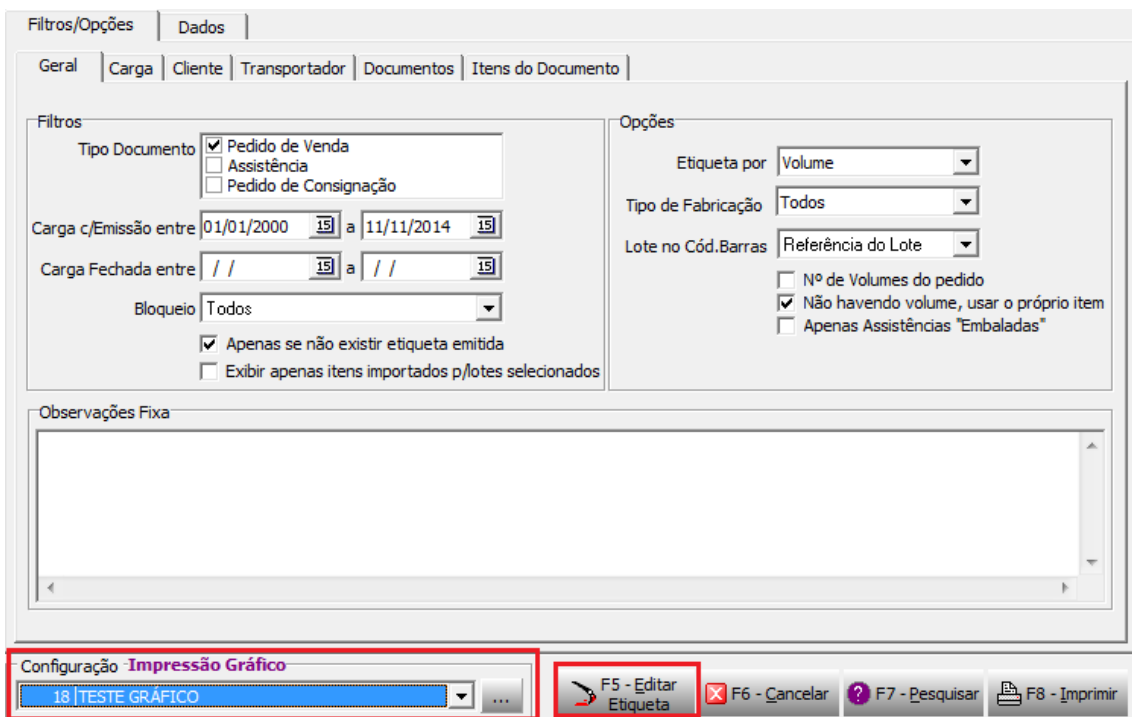 Filtros/Opções Dados
Geral Carga Cliente Transportador Documentos Itens do Documento
Filtros
Tipo Documento
Pedido de Venda
Assistência
Pedido de Consignação
Carga c/Emissão entre 01/01/2000 15 a 11/11/2014 15
Carga Fechada entre / / 15 a / / 15
Bloqueio Todos
Apenas se não existir etiqueta emitida
Exibir apenas itens importados p/lotes selecionados
Opções
Etiqueta por Volume
Tipo de Fabricação Todos
Lote no Cód.Barras Referência do Lote
Nº de Volumes do pedido
Não havendo volume, usar o próprio item
Apenas Assistências "Embaladas"
Observações Fixa
Configuração Impressão Gráfico
18 TESTE GRÁFICO ...
F5 - Editar
Etiqueta
F6 - Cancelar
? F7 - Pesquisar
F8 - Imprimir